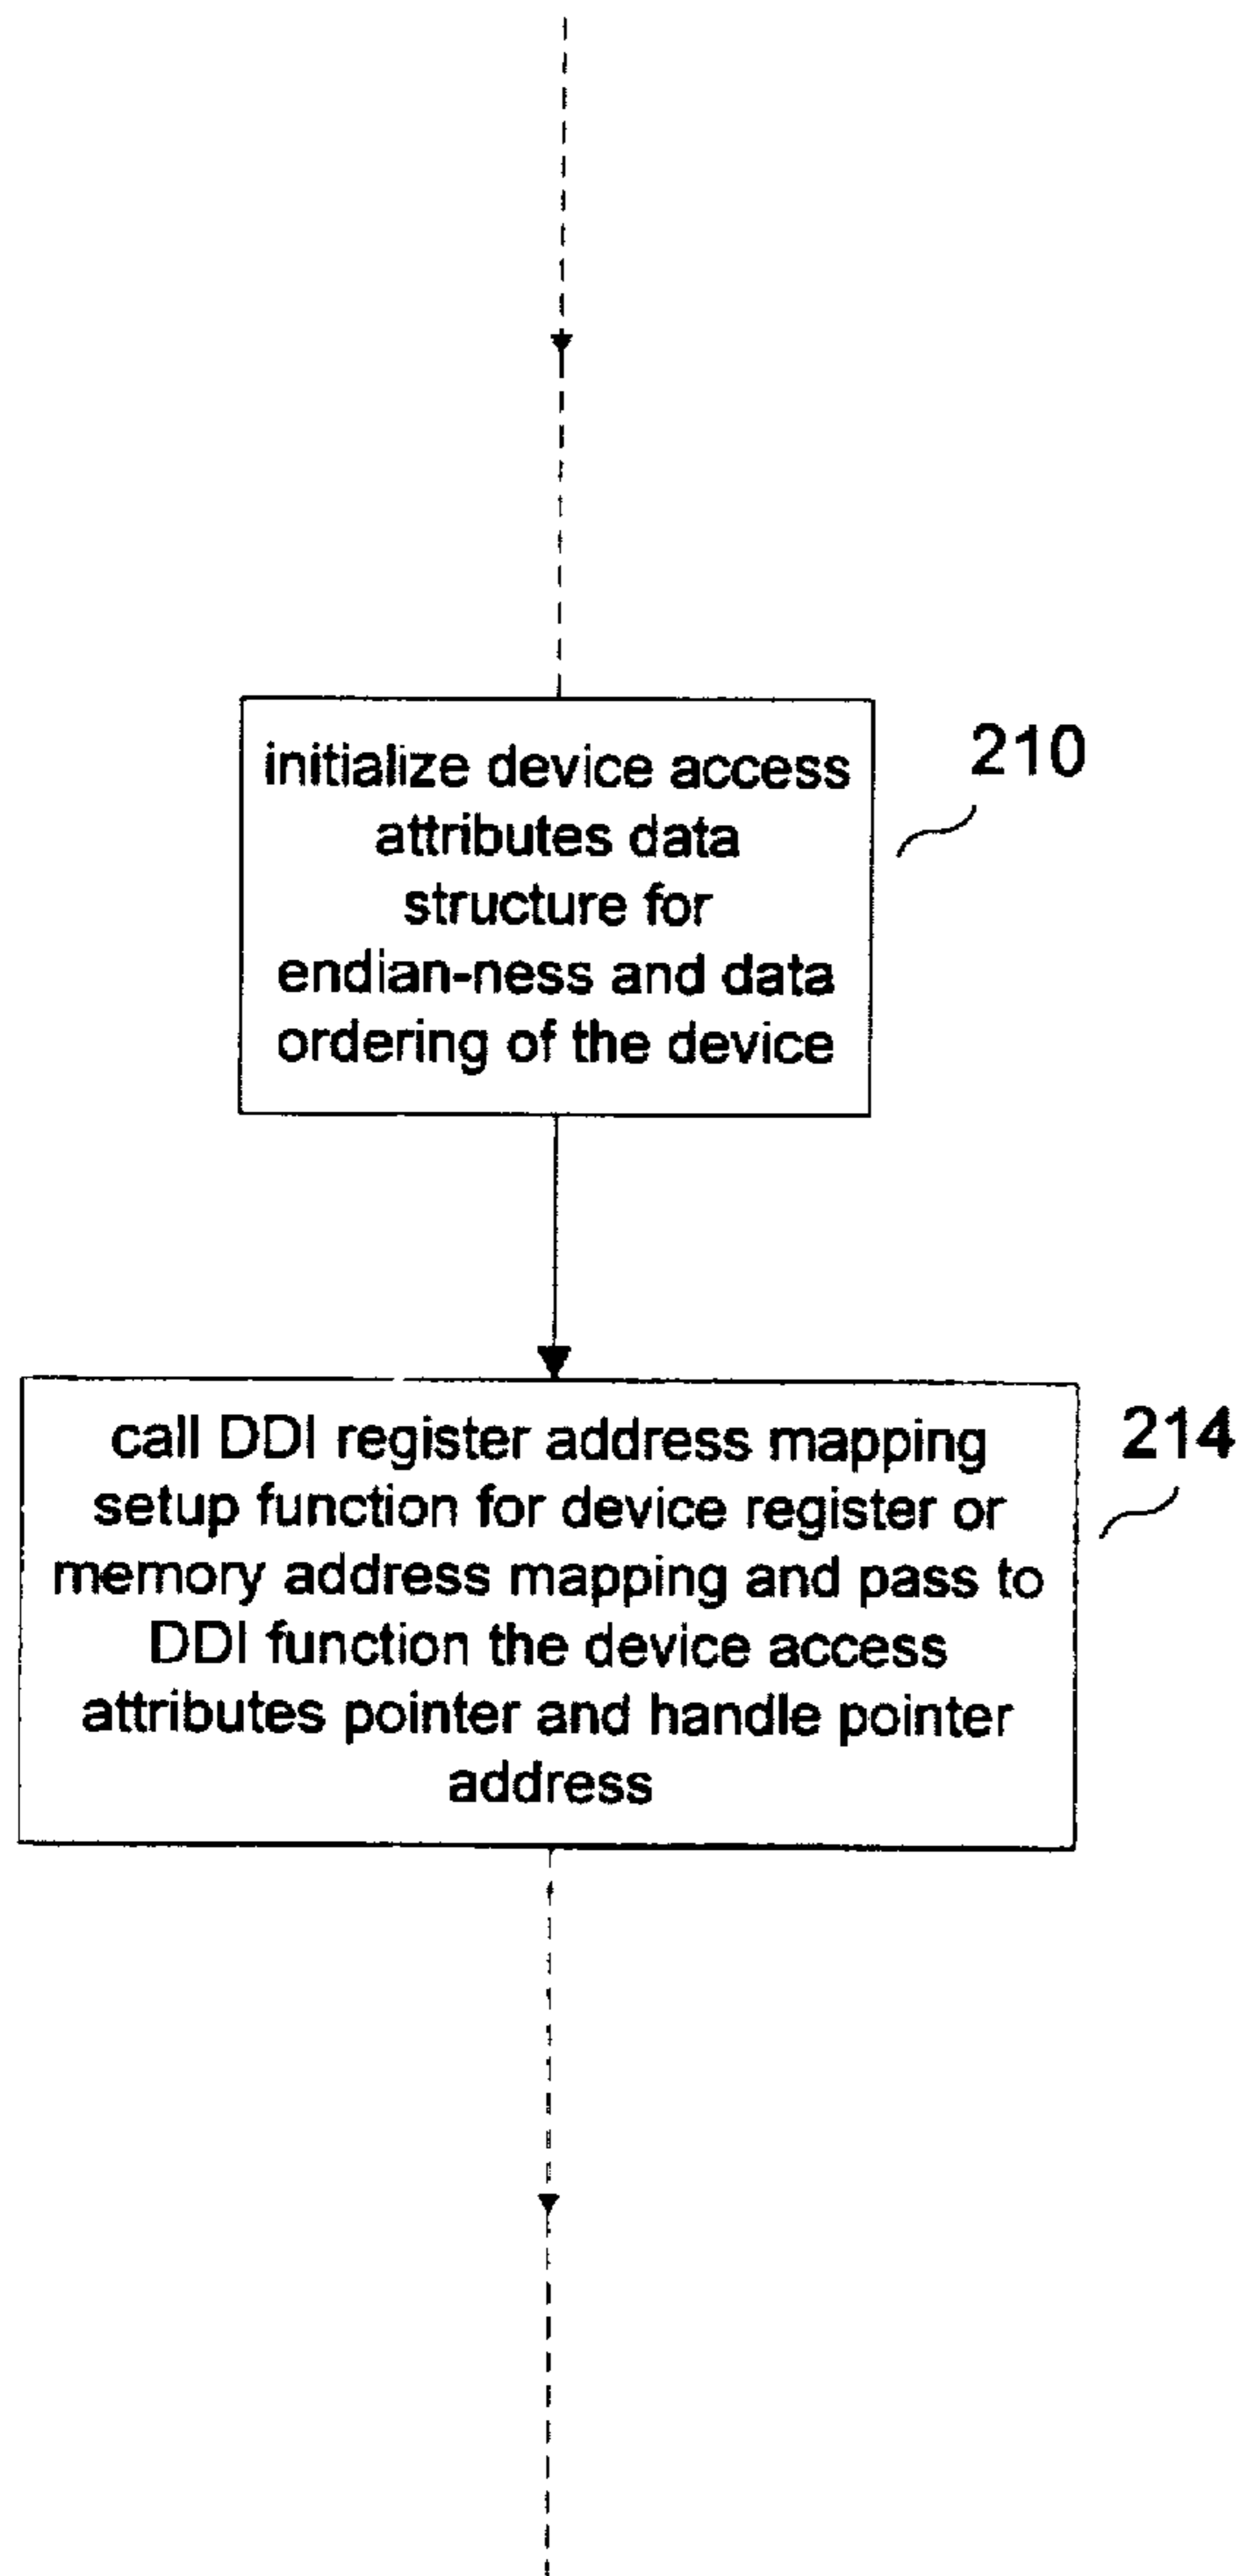 initialize device access
attributes data
structure for
endian-ness and data
ordering of the device
210
call DDI register address mapping
setup function for device register or
memory address mapping and pass to
DDI function the device access
attributes pointer and handle pointer
address
214